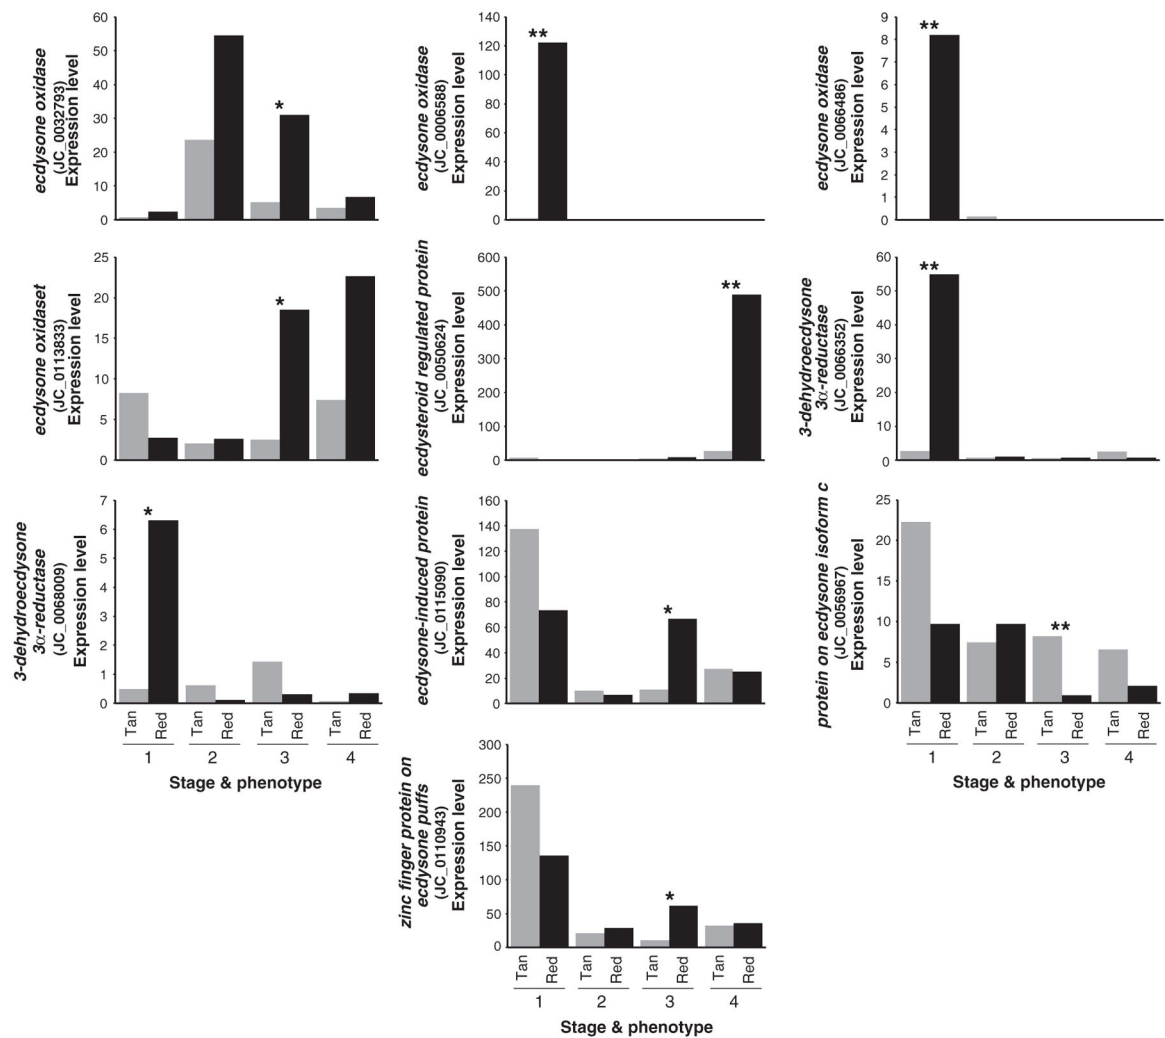 ecdysone oxidase
(JC_0032793)
Expression level
60
50
40
30
20
10
0
*
ecdysone oxidase
(JC_0006588)
Expression level
140
120
100
80
60
40
20
0
**
ecdysone oxidase
(JC_0066486)
Expression level
9
8
7
6
5
4
3
2
1
0
**
ecdysone oxidaset
(JC_0113833)
Expression level
25
20
15
10
5
0
*
ecdysteroid regulated protein
(JC_0050624)
Expression level
600
500
400
300
200
100
0
**
3-dehydroecdysone
3α-reductase
(JC_0066352)
Expression level
60
50
40
30
20
10
0
**
3-dehydroecdysone
3α-reductase
(JC_0068009)
Expression level
7
6
5
4
3
2
1
0
*
Tan Red Tan Red Tan Red Tan Red
1 2 3 4
Stage & phenotype
ecdysone-induced protein
(JC_0115090)
Expression level
160
140
120
100
80
60
40
20
0
*
protein on ecdysone isoform c
(JC_0056967)
Expression level
25
20
15
10
5
0
**
Tan Red Tan Red Tan Red Tan Red
1 2 3 4
Stage & phenotype
zinc finger protein on
ecdysone puffs
(JC_0110943)
Expression level
300
250
200
150
100
50
0
*
Tan Red Tan Red Tan Red Tan Red
1 2 3 4
Stage & phenotype